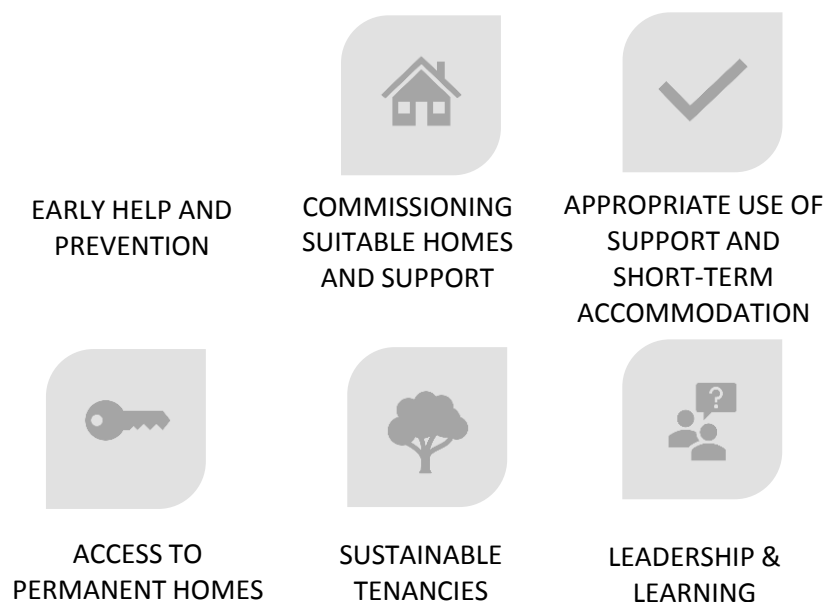 EARLY HELP AND
PREVENTION
COMMISSIONING
SUITABLE HOMES
AND SUPPORT
APPROPRIATE USE OF
SUPPORT AND
SHORT-TERM
ACCOMMODATION
?
ACCESS TO
PERMANENT HOMES
SUSTAINABLE
TENANCIES
LEADERSHIP &
LEARNING